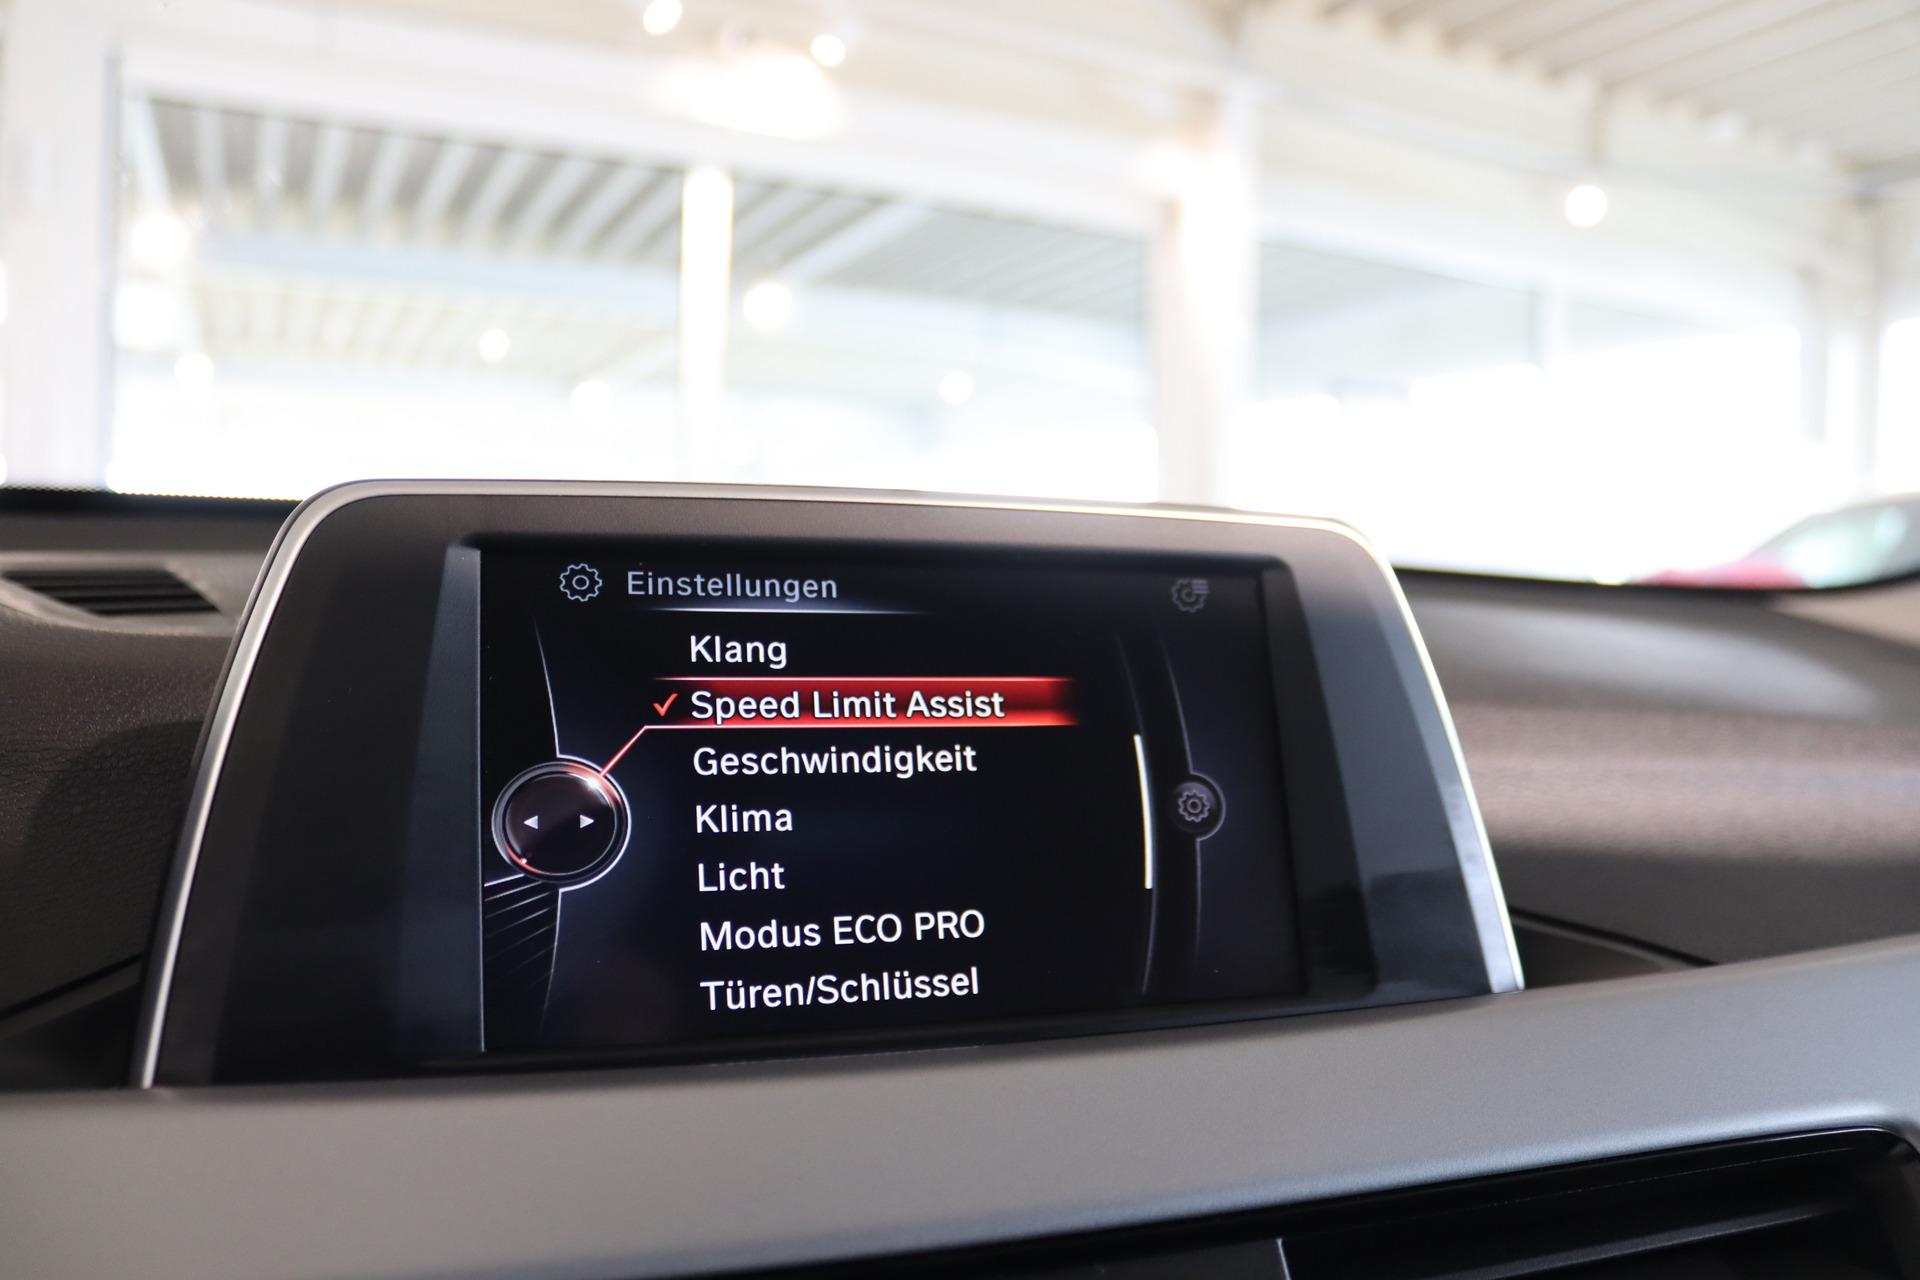 Einstellungen
Klang
✓ Speed Limit Assist
Geschwindigkeit
Klima
Licht
Modus ECO PRO
Türen/Schlüssel